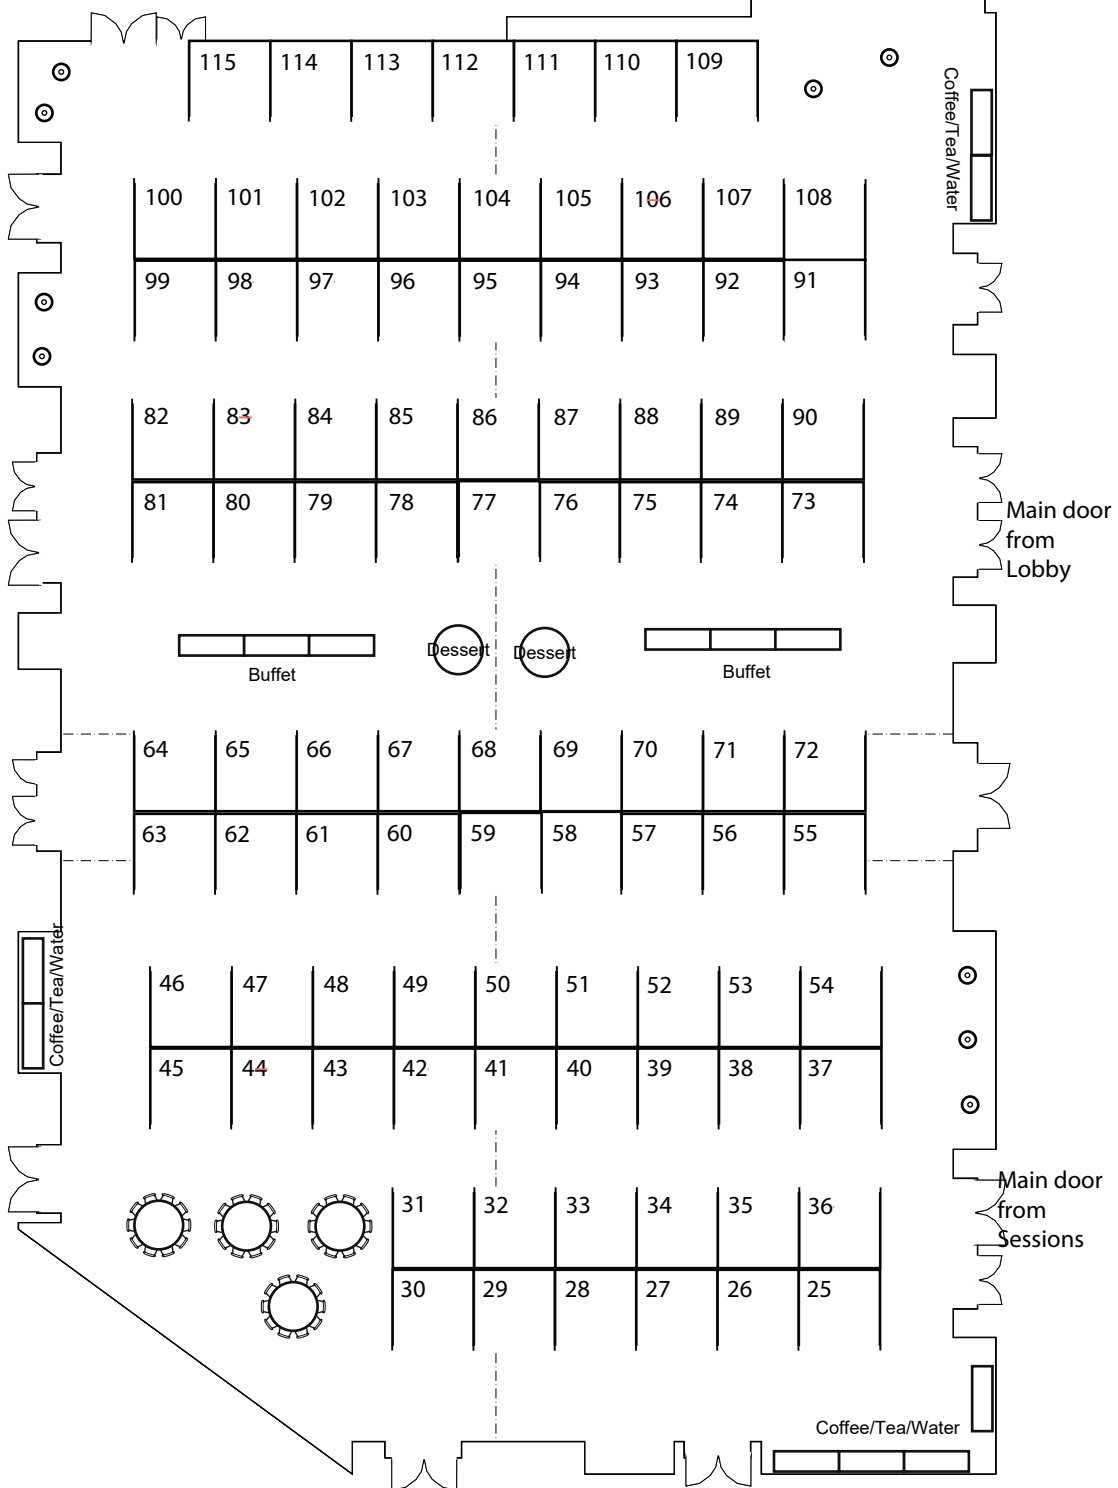 115 114 113 112 111 110 109
Coffee/Tea/Water
100 101 102 103 104 105 106 107 108
99 98 97 96 95 94 93 92 91
82 83 84 85 86 87 88 89 90
81 80 79 78 77 76 75 74 73
Main door
from
Lobby
Dessert Dessert
Buffet Buffet
64 65 66 67 68 69 70 71 72
63 62 61 60 59 58 57 56 55
Coffee/Tea/Water
46 47 48 49 50 51 52 53 54
45 44 43 42 41 40 39 38 37
31 32 33 34 35 36
Main door
from
Sessions
30 29 28 27 26 25
Coffee/Tea/Water